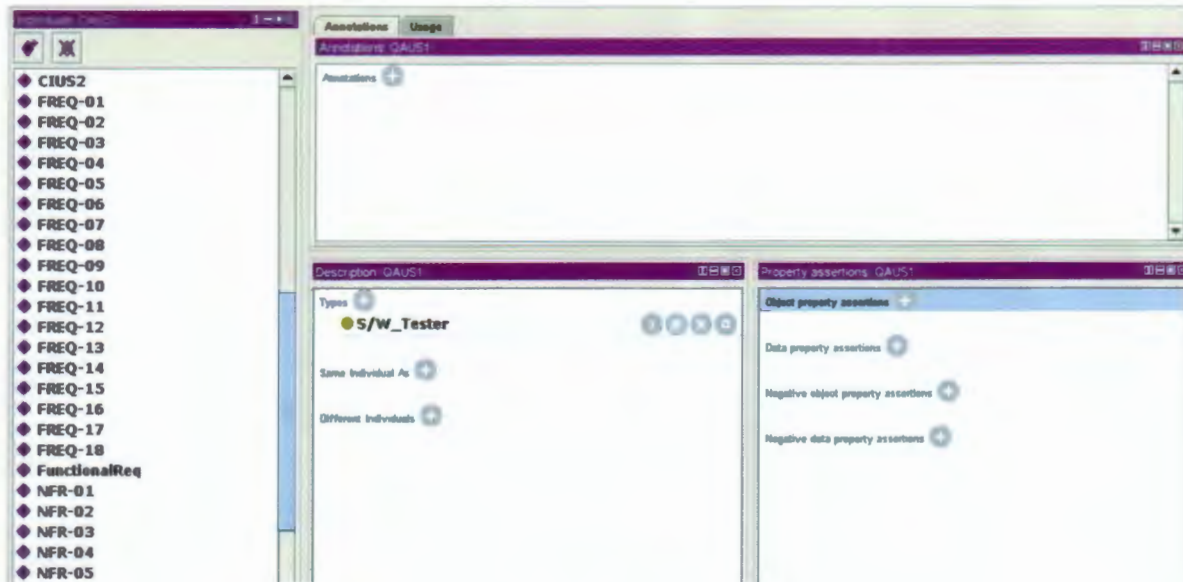 Annotations Usage
Annotations: QAUS1
Annotations
CIUS2
FREQ-01
FREQ-02
FREQ-03
FREQ-04
FREQ-05
FREQ-06
FREQ-07
FREQ-08
FREQ-09
FREQ-10
FREQ-11
FREQ-12
FREQ-13
FREQ-14
FREQ-15
FREQ-16
FREQ-17
FREQ-18
FunctionalReq
NFR-01
NFR-02
NFR-03
NFR-04
NFR-05
Description: QAUS1
Types
S/W_Tester
Same Individual As
Different Individuals
Property assertions: QAUS1
Object property assertions
Data property assertions
Negative object property assertions
Negative data property assertions